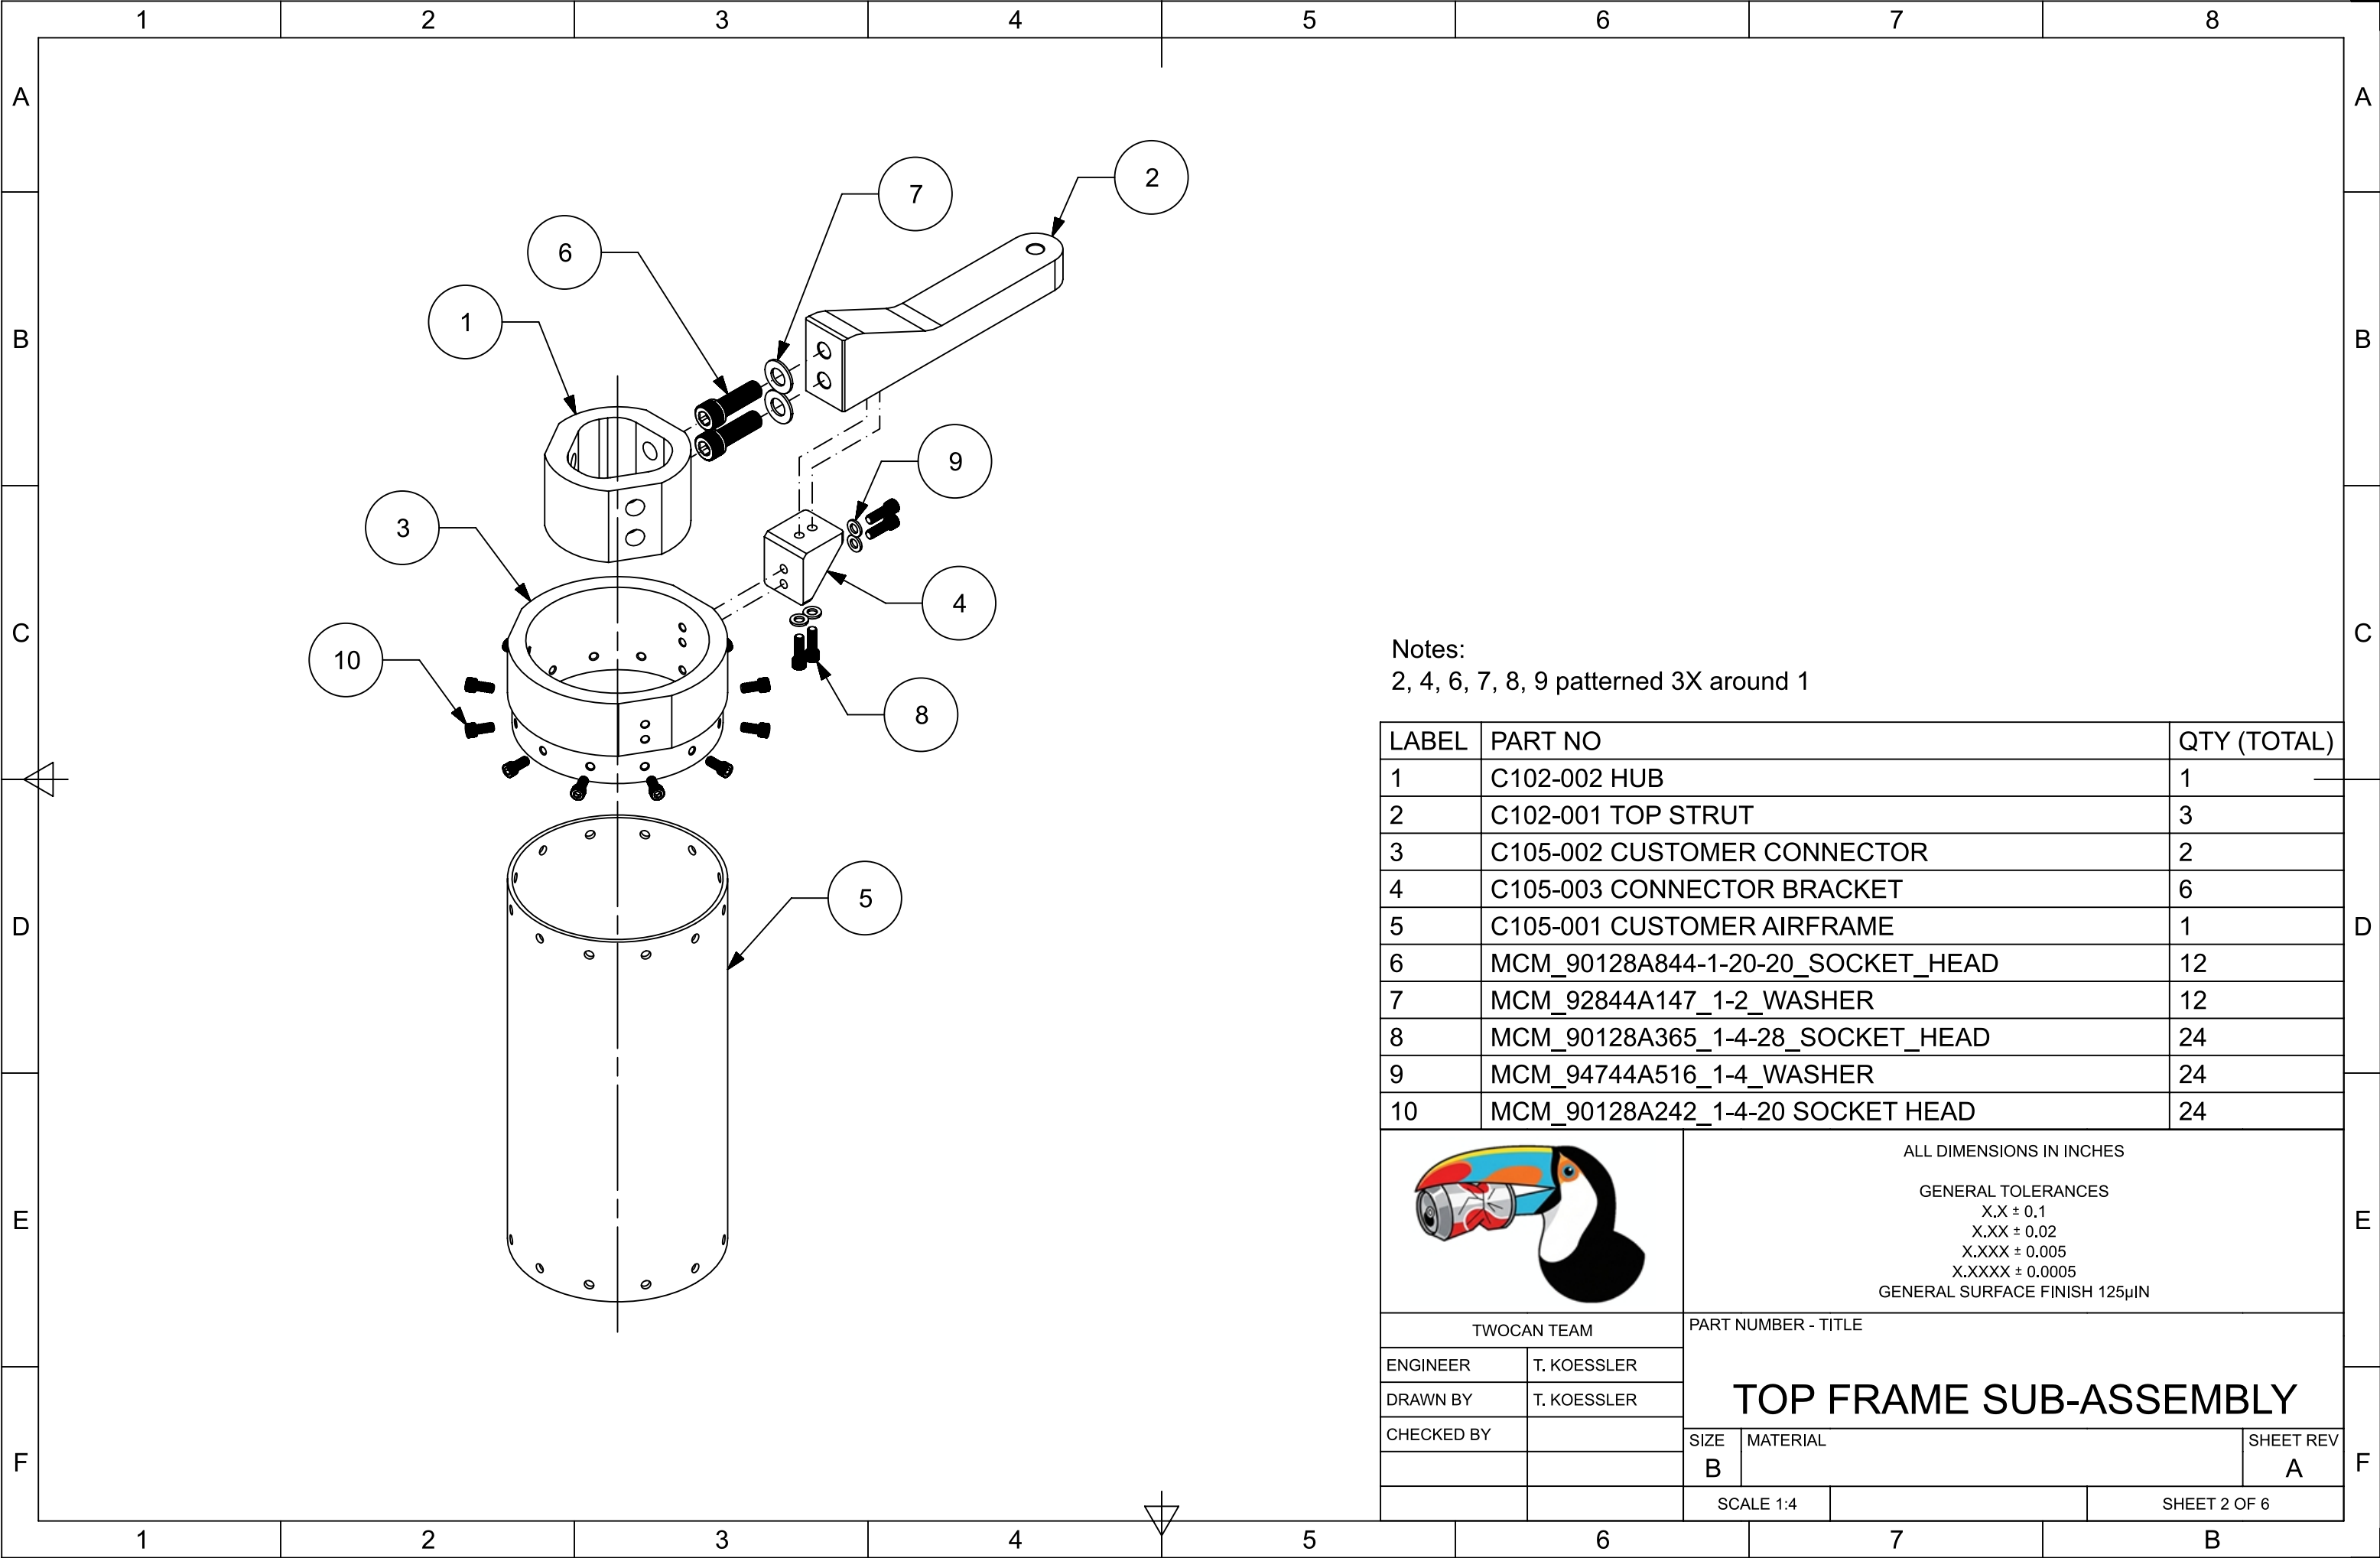 1 2 3 4 5 6 7 8
A A
B B
C C
D D
E E
F F
7
2
6
1
9
3
4
10
8
5
Notes:
2, 4, 6, 7, 8, 9 patterned 3X around 1
LABEL PART NO QTY (TOTAL)
1 C102-002 HUB 1
2 C102-001 TOP STRUT 3
3 C105-002 CUSTOMER CONNECTOR 2
4 C105-003 CONNECTOR BRACKET 6
5 C105-001 CUSTOMER AIRFRAME 1
6 MCM_90128A844-1-20-20_SOCKET_HEAD 12
7 MCM_92844A147_1-2_WASHER 12
8 MCM_90128A365_1-4-28_SOCKET_HEAD 24
9 MCM_94744A516_1-4_WASHER 24
10 MCM_90128A242_1-4-20 SOCKET HEAD 24
ALL DIMENSIONS IN INCHES
GENERAL TOLERANCES
X.X ± 0.1
X.XX ± 0.02
X.XXX ± 0.005
X.XXXX ± 0.0005
GENERAL SURFACE FINISH 125µIN
TWOCAN TEAM
PART NUMBER - TITLE
ENGINEER T. KOESSLER
DRAWN BY T. KOESSLER
TOP FRAME SUB-ASSEMBLY
CHECKED BY
SIZE MATERIAL SHEET REV
B A
SCALE 1:4 SHEET 2 OF 6
1 2 3 4 5 6 7 B